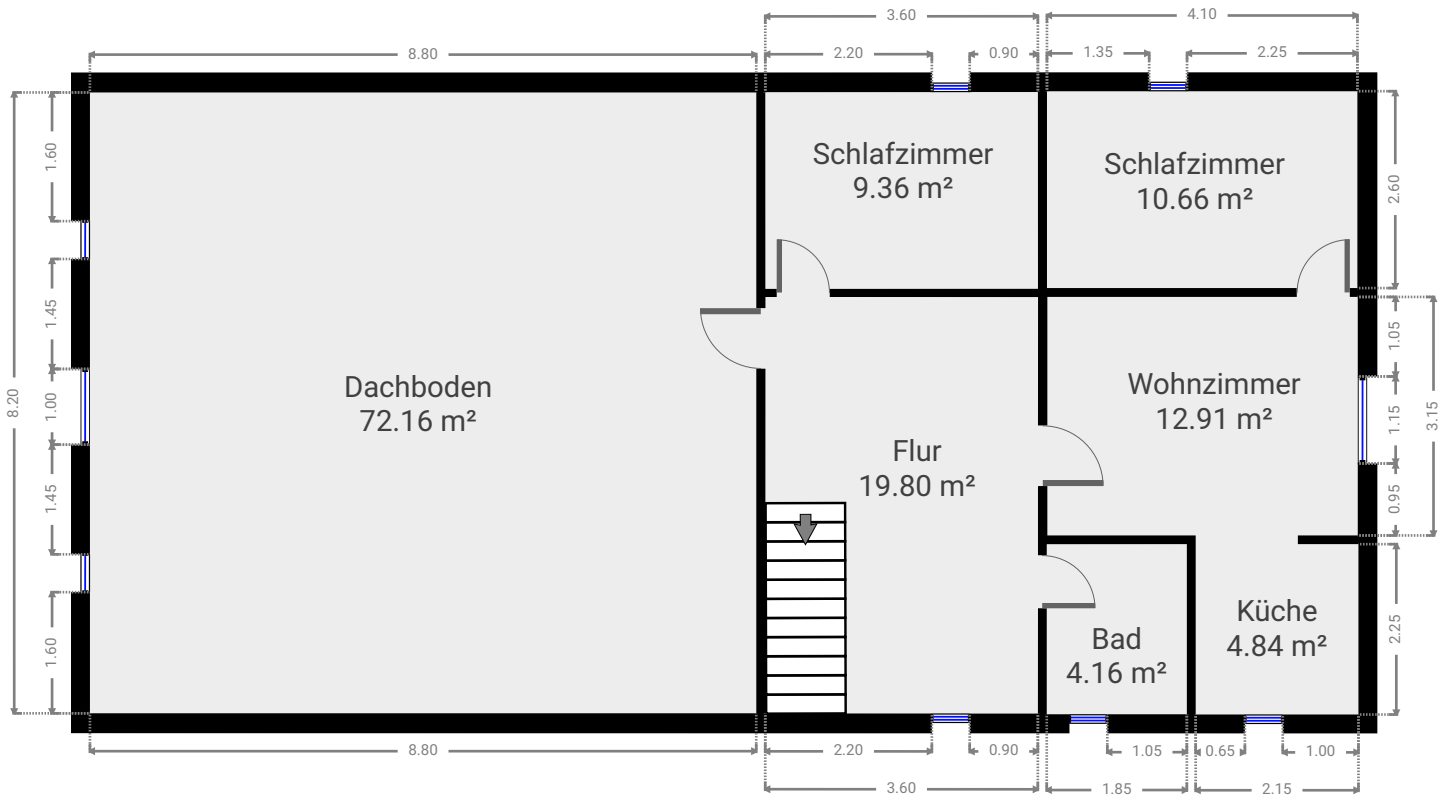 3.60
4.10
8.80
2.20
0.90
1.35
2.25
1.60
1.45
1.00
1.45
1.60
8.20
Schlafzimmer
9.36 m²
Schlafzimmer
10.66 m²
2.60
Dachboden
72.16 m²
Wohnzimmer
12.91 m²
1.05
1.15
0.95
3.15
Flur
19.80 m²
Bad
4.16 m²
Küche
4.84 m²
2.25
8.80
2.20
0.90
1.05
0.65
1.00
3.60
1.85
2.15